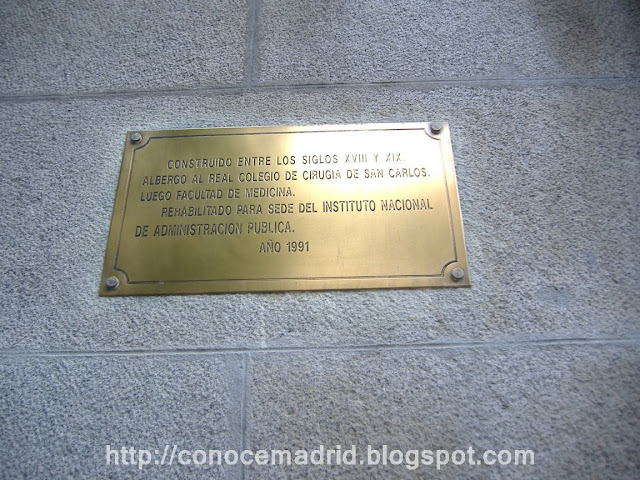 CONSTRUIDO ENTRE LOS SIGLOS XVIII Y XIX.
ALBERGO AL REAL COLEGIO DE CIRUGIA DE SAN CARLOS.
LUEGO FACULTAD DE MEDICINA.
REHABILITADO PARA SEDE DEL INSTITUTO NACIONAL
DE ADMINISTRACION PUBLICA.
AÑO 1991
http://conocemadrid.blogspot.com